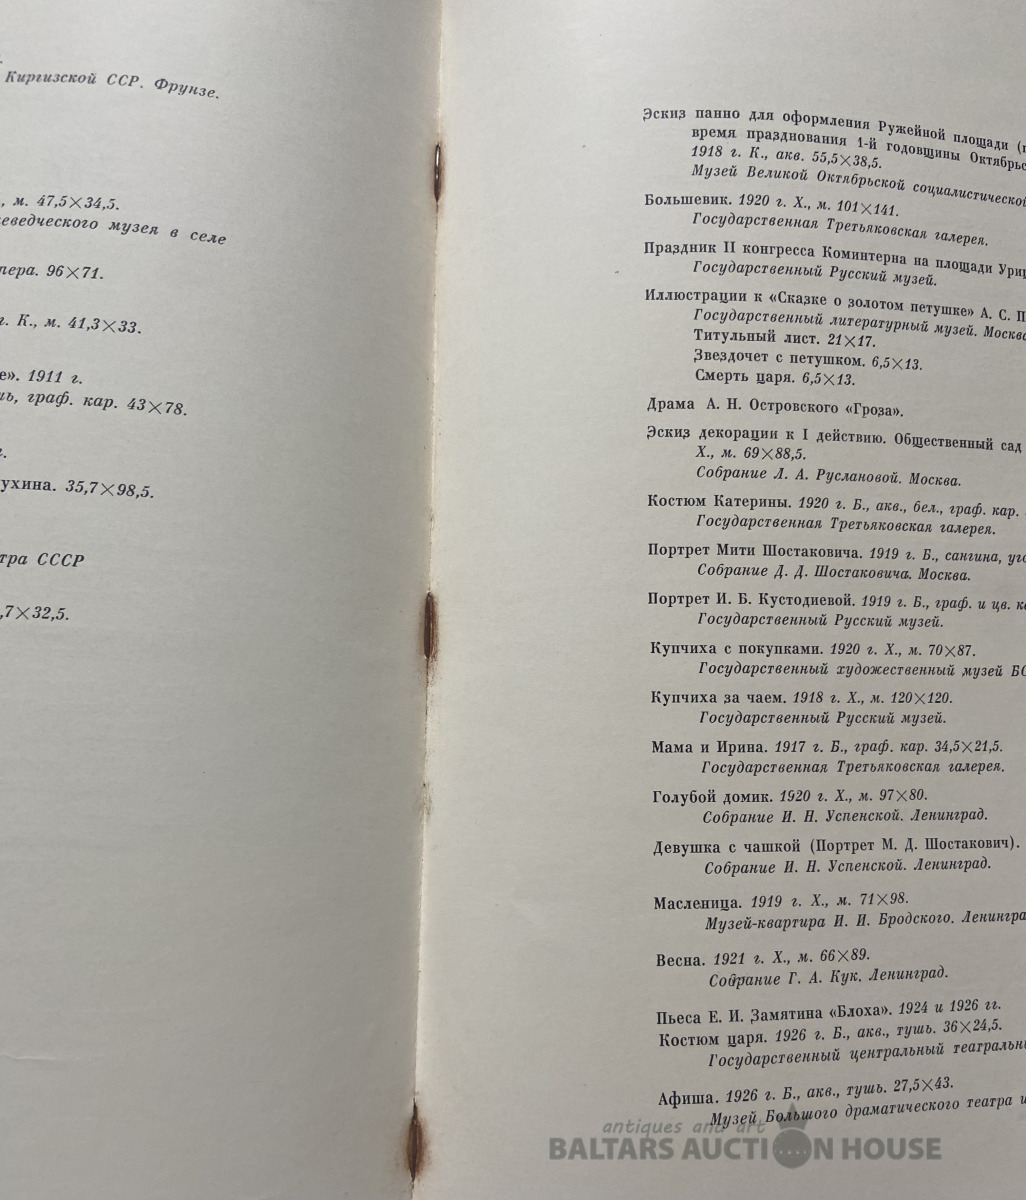 Киргизской ССР. Фрунзе.
, м. 47,5×34,5.
еведческого музея в селе
пера. 96×71.
г. К., м. 41,3×33.
е». 1911 г.
шь, граф. кар. 43×78.
г.
ухина. 35,7×98,5.
тра СССР
,7×32,5.
Эскиз панно для оформления Ружейной площади (
время празднования 1-й годовщины Октябрьс
1918 г. К., акв. 55,5×38,5.
Музей Великой Октябрьской социалистической
Большевик. 1920 г. Х., м. 101×141.
Государственная Третьяковская галерея.
Праздник II конгресса Коминтерна на площади Ури
Государственный Русский музей.
Иллюстрации к «Сказке о золотом петушке» А. С. П
Государственный литературный музей. Москва
Титульный лист. 21×17.
Звездочет с петушком. 6,5×13.
Смерть царя. 6,5×13.
Драма А. Н. Островского «Гроза».
Эскиз декорации к I действию. Общественный сад
Х., м. 69×88,5.
Собрание Л. А. Руслановой. Москва.
Костюм Катерины. 1920 г. Б., акв., бел., граф. кар.
Государственная Третьяковская галерея.
Портрет Мити Шостаковича. 1919 г. Б., сангина, уго
Собрание Д. Д. Шостаковича. Москва.
Портрет И. Б. Кустодиевой. 1919 г. Б., граф. и цв. ка
Государственный Русский музей.
Купчиха с покупками. 1920 г. Х., м. 70×87.
Государственный художественный музей БС
Купчиха за чаем. 1918 г. Х., м. 120×120.
Государственный Русский музей.
Мама и Ирина. 1917 г. Б., граф. кар. 34,5×21,5.
Государственная Третьяковская галерея.
Голубой домик. 1920 г. Х., м. 97×80.
Собрание И. Н. Успенской. Ленинград.
Девушка с чашкой (Портрет М. Д. Шостакович).
Собрание И. Н. Успенской. Ленинград.
Масленица. 1919 г. Х., м. 71×98.
Музей-квартира И. И. Бродского. Ленингра
Весна. 1921 г. Х., м. 66×89.
Собрание Г. А. Кук. Ленинград.
Пьеса Е. И. Замятина «Блоха». 1924 и 1926 гг.
Костюм царя. 1926 г. Б., акв., тушь. 36×24,5.
Государственный центральный театральн
Афиша. 1926 г. Б., акв., тушь. 27,5×43.
Музей Большого драматического театра и
antiques and art
BALTARS AUCTION HOUSE